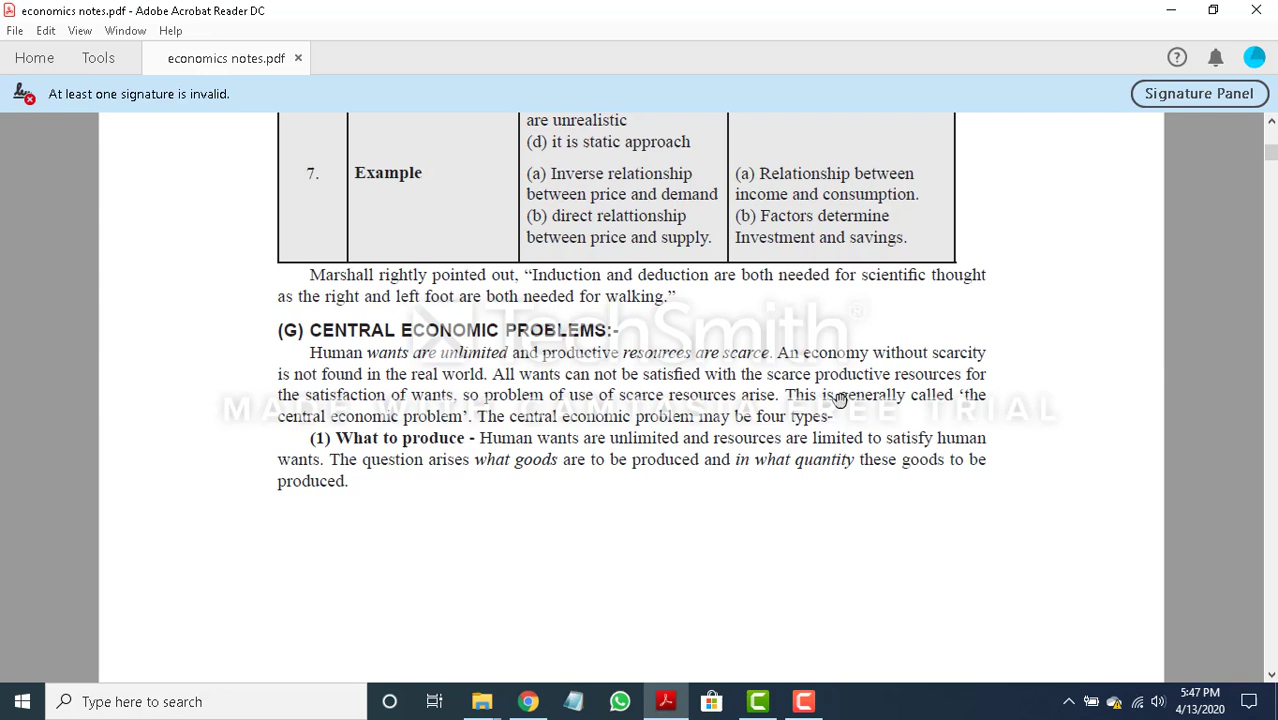 economics notes.pdf - Adobe Acrobat Reader DC
File Edit View Window Help
Home Tools economics notes.pdf ×
At least one signature is invalid. Signature Panel
are unrealistic
(d) it is static approach
7. Example (a) Inverse relationship (a) Relationship between
between price and demand income and consumption.
(b) direct relattionship (b) Factors determine
between price and supply. Investment and savings.
Marshall rightly pointed out, “Induction and deduction are both needed for scientific thought
as the right and left foot are both needed for walking.”
TechSmith®
(G) CENTRAL ECONOMIC PROBLEMS:-
Human wants are unlimited and productive resources are scarce. An economy without scarcity
is not found in the real world. All wants can not be satisfied with the scarce productive resources for
the satisfaction of wants, so problem of use of scarce resources arise. This is generally called ‘the
MADE WITH CAMTASIA FREE TRIAL
central economic problem’. The central economic problem may be four types-
(1) What to produce - Human wants are unlimited and resources are limited to satisfy human
wants. The question arises what goods are to be produced and in what quantity these goods to be
produced.
Type here to search
5:47 PM
4/13/2020